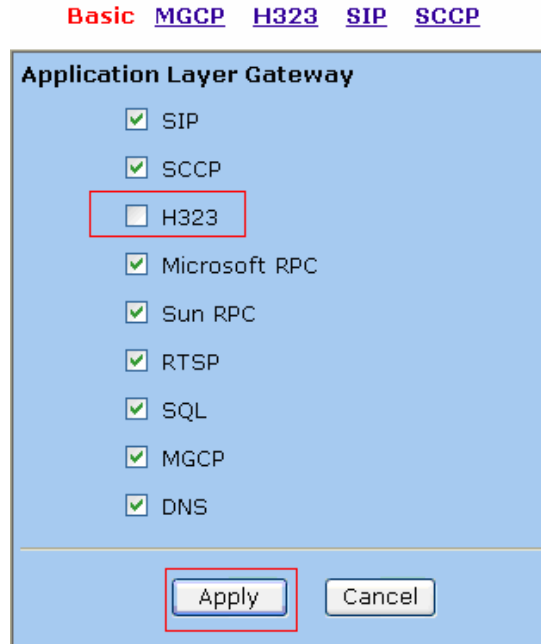 Basic MGCP H323 SIP SCCP
Application Layer Gateway
SIP
SCCP
H323
Microsoft RPC
Sun RPC
RTSP
SQL
MGCP
DNS
Apply Cancel